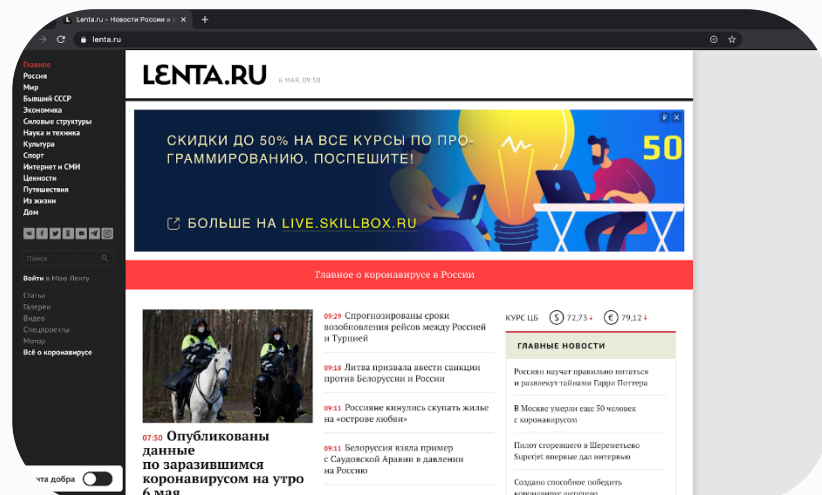 Lenta.ru - Новости России и
lenta.ru
Главное
Россия
Мир
Бывший СССР
Экономика
Силовые структуры
Наука и техника
Культура
Спорт
Интернет и СМИ
Ценности
Путешествия
Из жизни
Дом
Поиск
Войти в Мою Ленту
Статьи
Галереи
Видео
Спецпроекты
Мотор
Всё о коронавирусе
нта добра
LENTA.RU
6 МАЯ, 09:50
СКИДКИ ДО 50% НА ВСЕ КУРСЫ ПО ПРО-
ГРАММИРОВАНИЮ. ПОСПЕШИТЕ!
БОЛЬШЕ НА LIVE.SKILLBOX.RU
50
Главное о коронавирусе в России
07:50 Опубликованы
данные
по заразившимся
коронавирусом на утро
6 мая
09:29 Спрогнозированы сроки
возобновления рейсов между Россией
и Турцией
09:18 Литва призвала ввести санкции
против Белоруссии и России
09:11 Россияне кинулись скупать жилье
на «острове любви»
09:11 Белоруссия взяла пример
с Саудовской Аравии в давлении
на Россию
КУРС ЦБ $ 72,73 € 79,12
ГЛАВНЫЕ НОВОСТИ
Россиян научат правильно питаться
и развлекут тайнами Гарри Поттера
В Москве умерли еще 50 человек
с коронавирусом
Пилот сгоревшего в Шереметьево
Superjet впервые дал интервью
Создано способное победить
коронавирус антитело